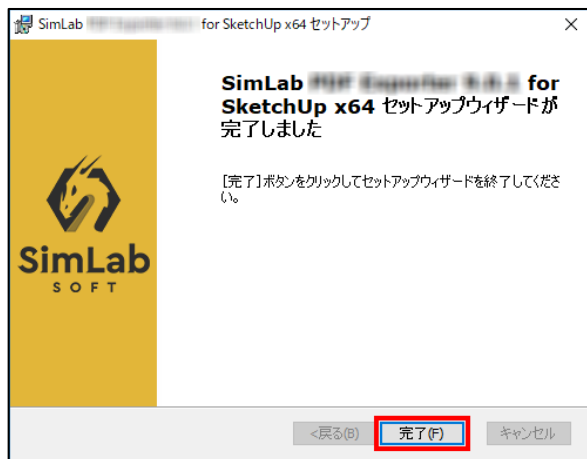 SimLab for SketchUp x64 セットアップ
SimLab for
SketchUp x64 セットアップウィザードが
完了しました
[完了]ボタンをクリックしてセットアップウィザードを終了してくださ
い。
SimLab
SOFT
<戻る(B)
完了(F)
キャンセル